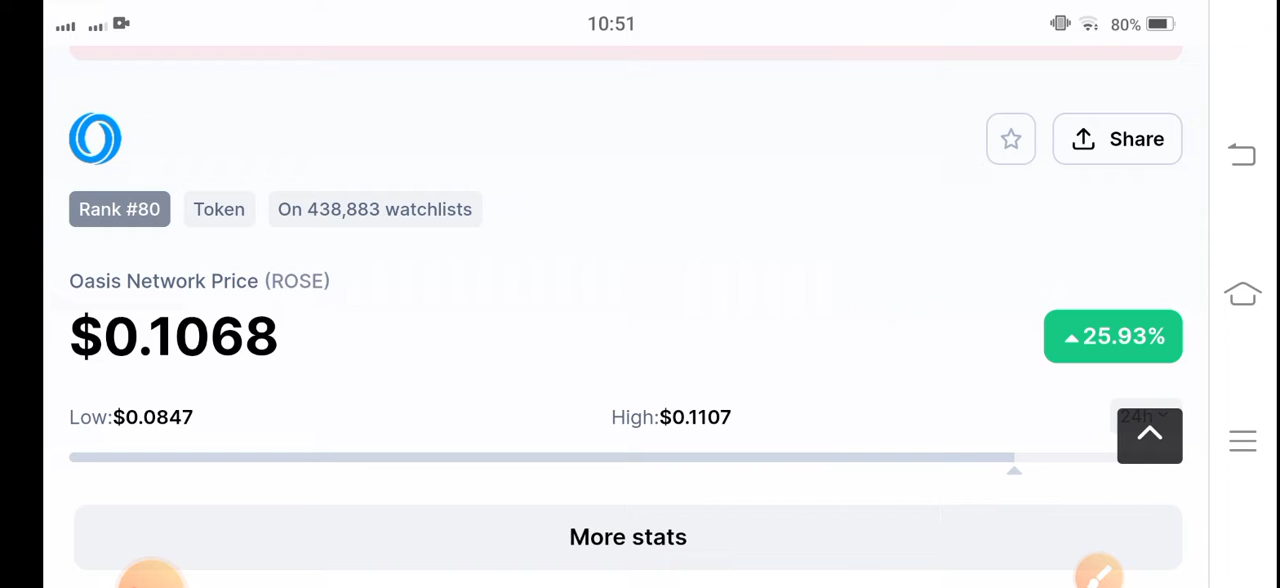 10:51
80%
Share
Rank #80 Token On 438,883 watchlists
Oasis Network Price (ROSE)
$0.1068
25.93%
Low:$0.0847 High:$0.1107 24h
More stats